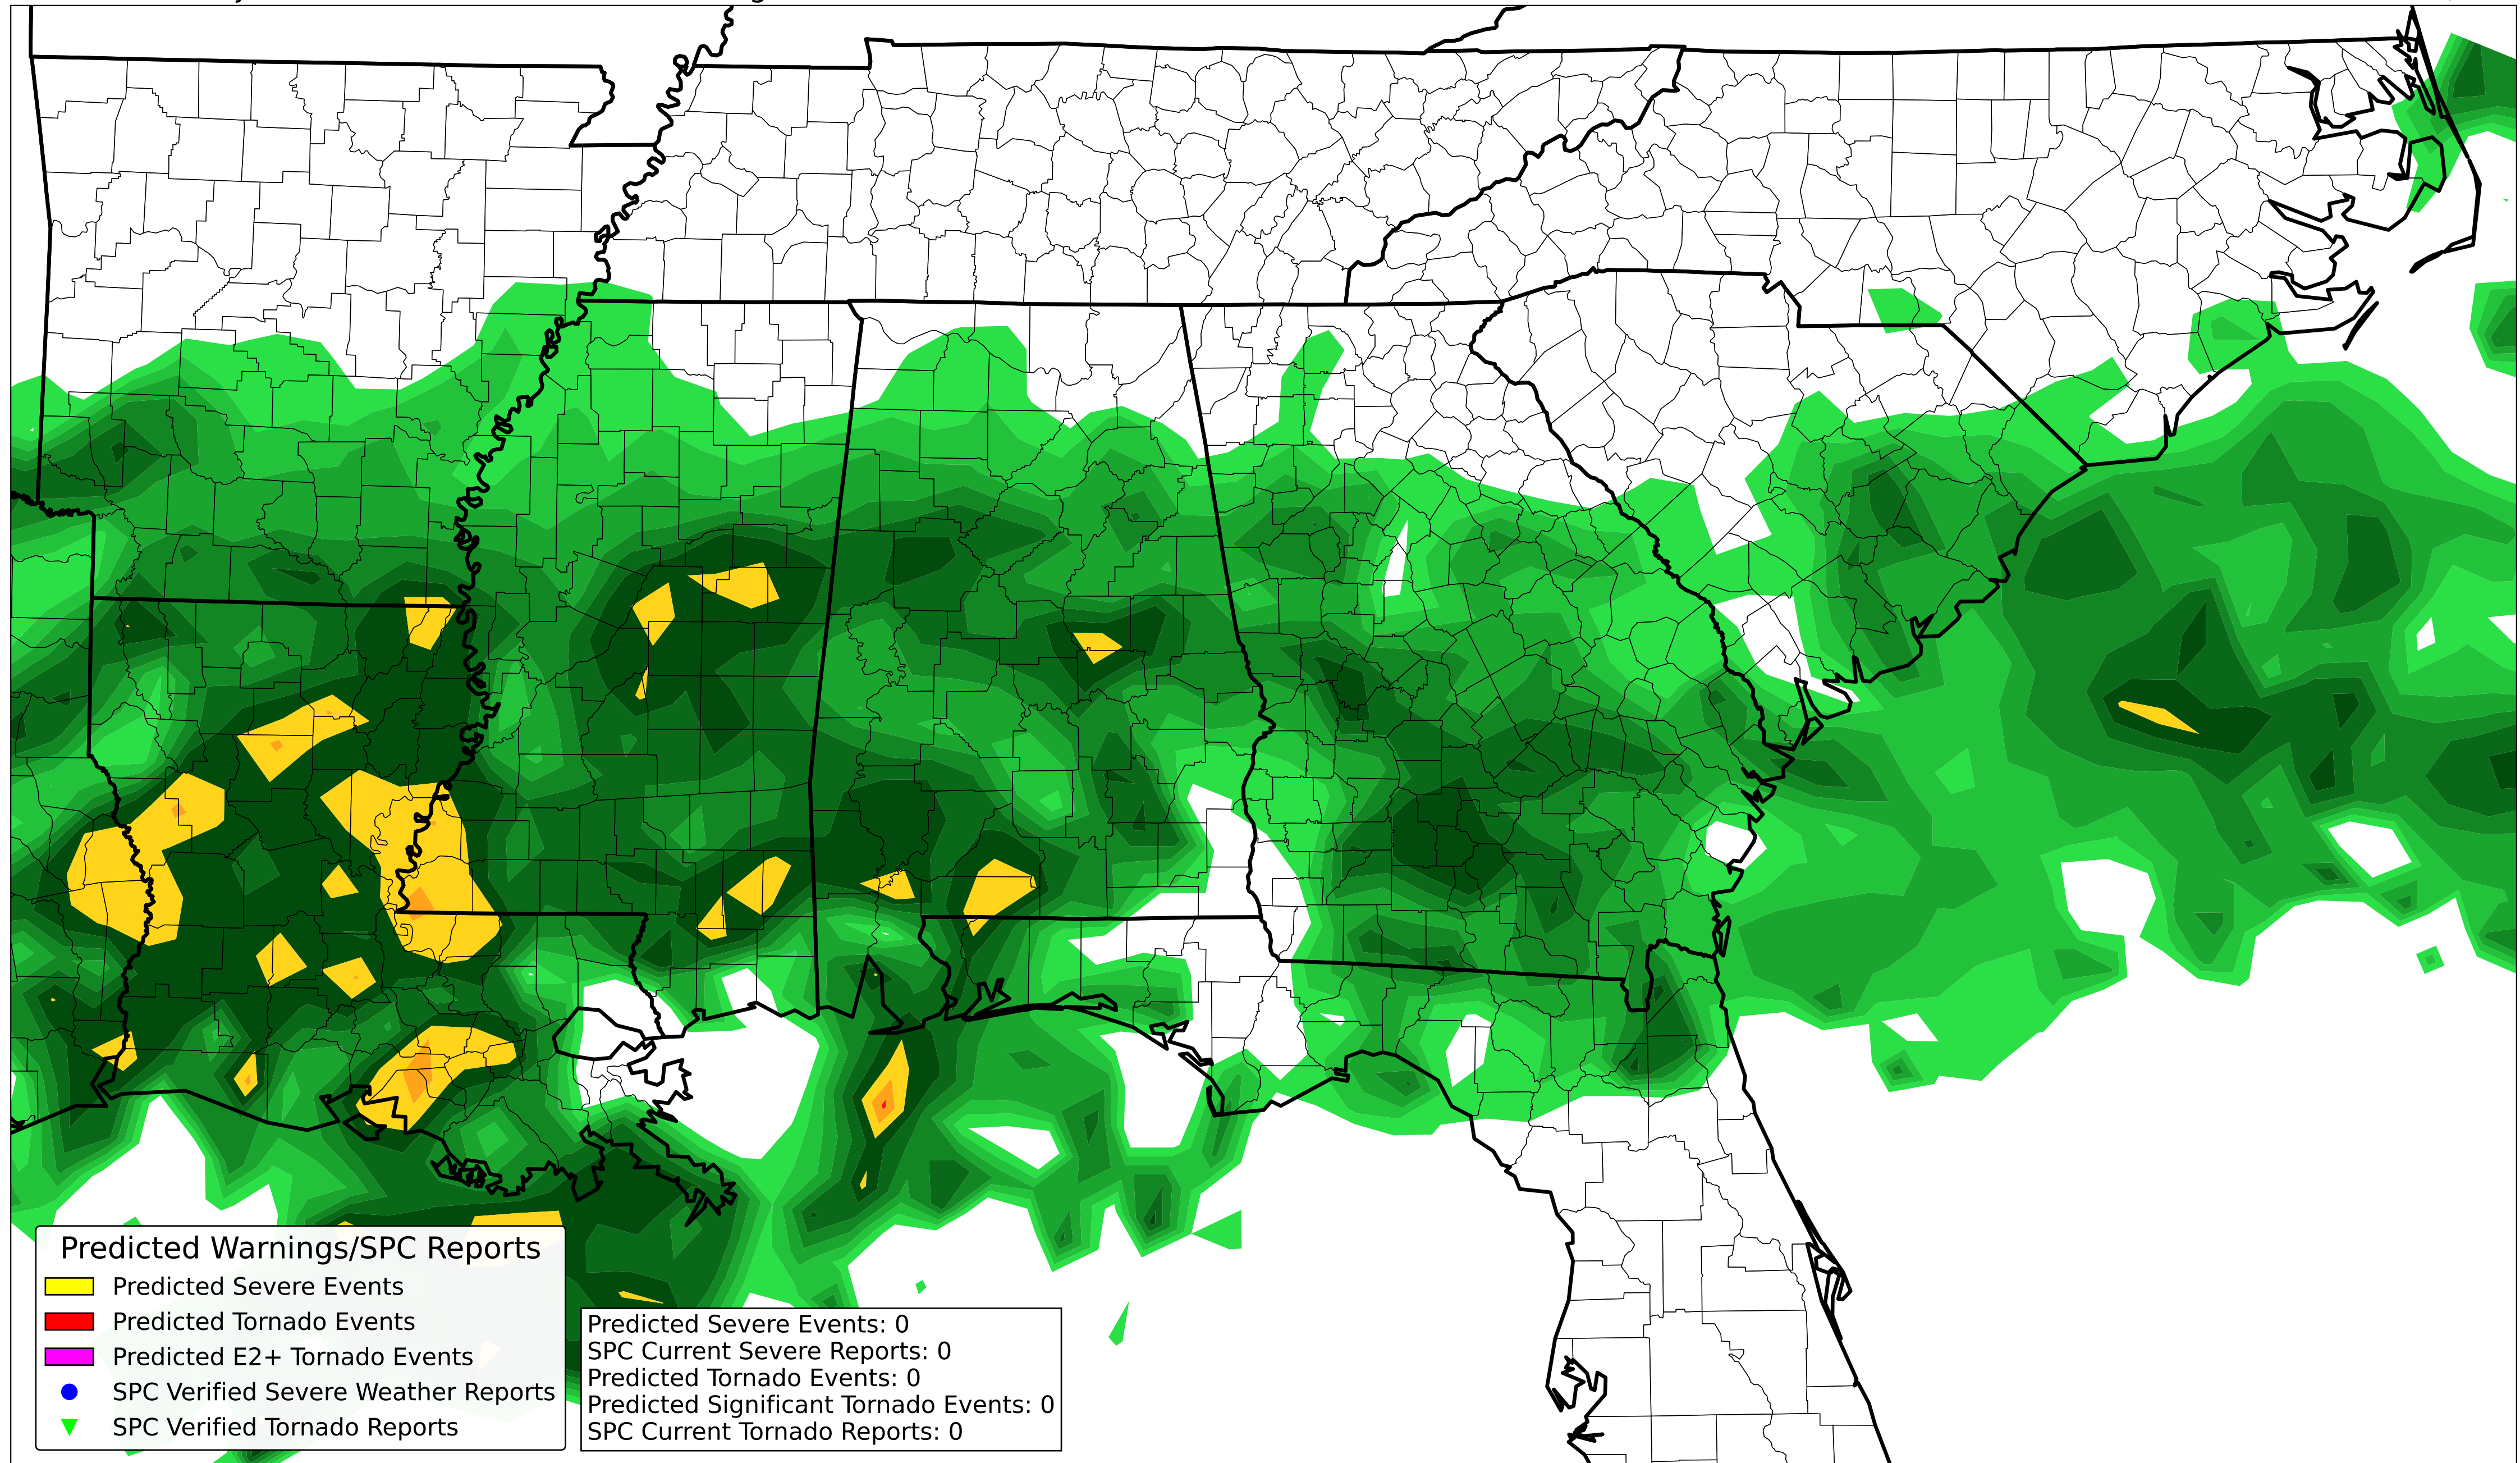 Predicted Warnings/SPC Reports
Predicted Severe Events
Predicted Tornado Events
Predicted E2+ Tornado Events
SPC Verified Severe Weather Reports
SPC Verified Tornado Reports
Predicted Severe Events: 0
SPC Current Severe Reports: 0
Predicted Tornado Events: 0
Predicted Significant Tornado Events: 0
SPC Current Tornado Reports: 0